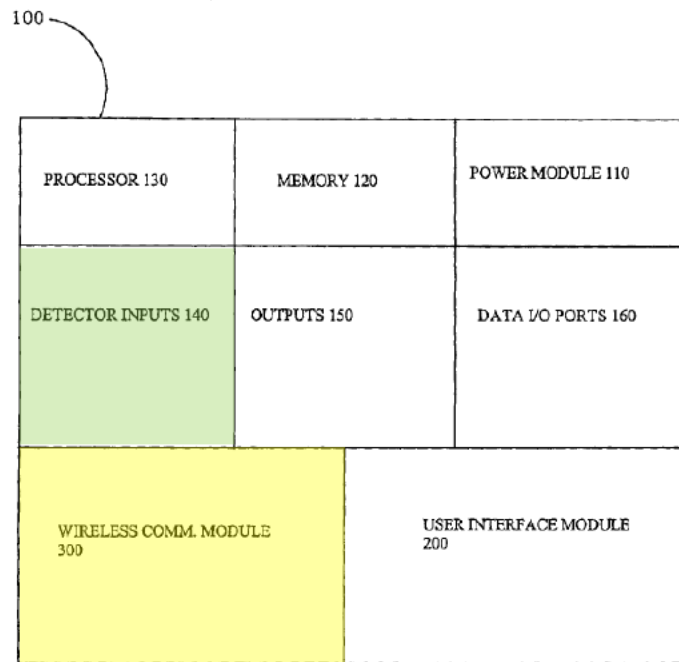 100
PROCESSOR 130
MEMORY 120
POWER MODULE 110
DETECTOR INPUTS 140
OUTPUTS 150
DATA I/O PORTS 160
WIRELESS COMM. MODULE
300
USER INTERFACE MODULE
200